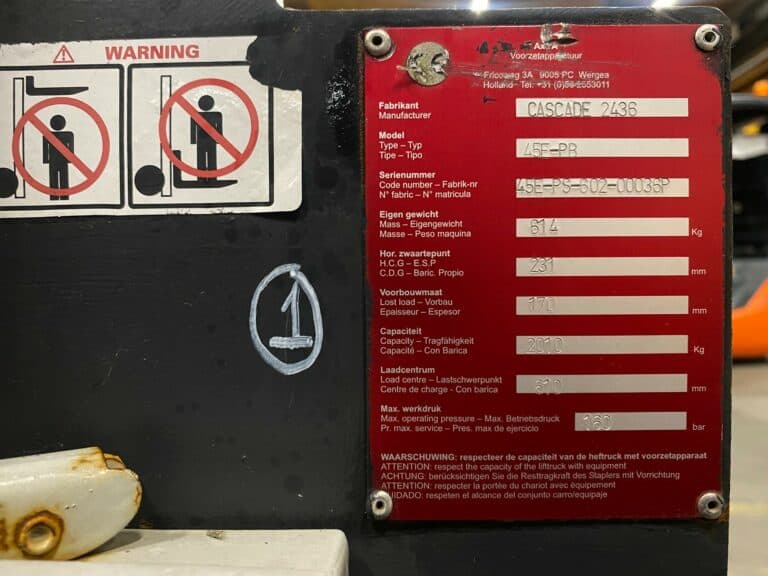 WARNING
1
Voorzetapparatuur
9005 PC Wergea
Holland
Fabrikant
Manufacturer
CASCADE 2436
Model
Type – Typ
Tipe – Tipo
Serienummer
Code number – Fabrik-nr
N° fabric – N° matricula
45E-PS-602-00036P
Eigen gewicht
Mass – Eigengewicht
Masse – Peso maquina
614
Kg
Hor. zwaartepunt
H.C.G – E.S.P
C.D.G – Baric. Propio
231
mm
Voorbouwmaat
Lost load – Vorbau
Epaisseur – Espesor
170
mm
Capaciteit
Capacity – Tragfähigkeit
Capacité – Con Barica
2010
Kg
Laadcentrum
Load centre – Lastschwerpunkt
Centre de charge - Con barica
610
mm
Max. werkdruk
Max. operating pressure – Max. Betriebsdruck
Pr. max. service – Pres. max de ejercicio
160
bar
WAARSCHUWING: respecteer de capaciteit van de heftruck met voorzetapparaat
ATTENTION: respect the capacity of the lifttruck with equipment
ACHTUNG: berücksichtigen Sie die Resttragkraft des Staplers mit Vorrichtung
ATTENTION: respecter la portée du chariot avec équipement
CUIDADO: respeten el alcance del conjunto carro/equipaje